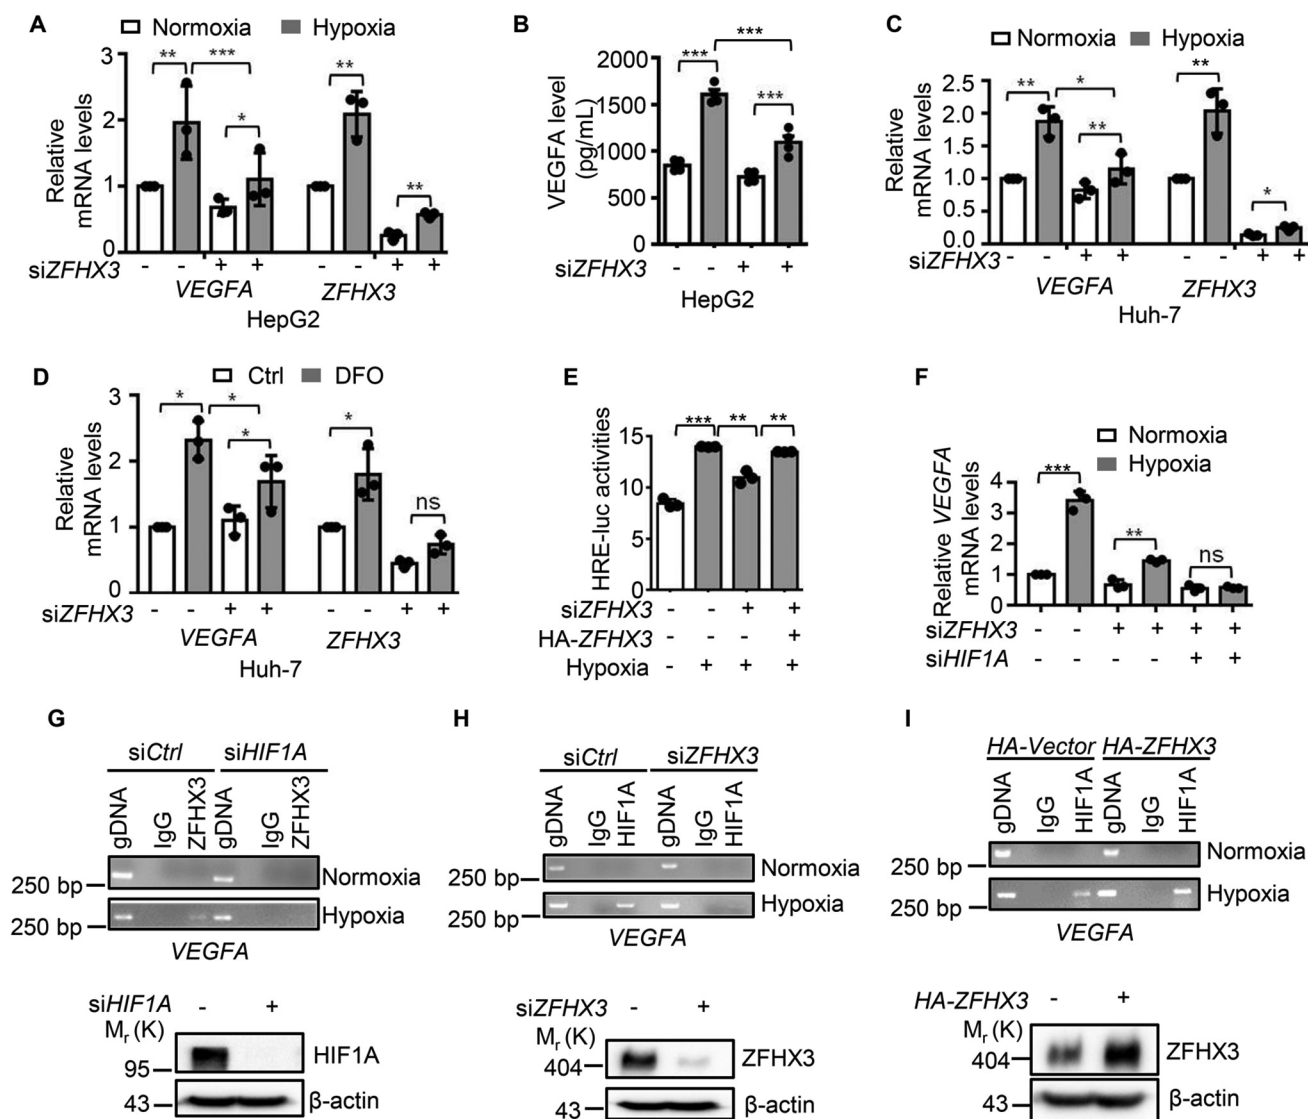 A
Normoxia Hypoxia
Relative
mRNA levels
3
2
1
0
** *** * ** **
siZFHX3 - - + + - - + +
VEGFA ZFHX3
HepG2
B
VEGFA level
(pg/mL)
2000
1500
1000
500
0
*** *** ***
siZFHX3 - - + +
HepG2
C
Normoxia Hypoxia
Relative
mRNA levels
2.5
2.0
1.5
1.0
0.5
0.0
** * ** ** *
siZFHX3 - - + + - - + +
VEGFA ZFHX3
Huh-7
D
Ctrl DFO
Relative
mRNA levels
3
2
1
0
* * * * ns
siZFHX3 - - + + - - + +
VEGFA ZFHX3
Huh-7
E
HRE-luc activities
15
10
5
0
*** ** **
siZFHX3 - - + +
HA-ZFHX3 - - - +
Hypoxia - + + +
F
Normoxia
Hypoxia
Relative VEGFA
mRNA levels
4
3
2
1
0
*** ** ns
siZFHX3 - - + + + +
siHIF1A - - - - + +
G
siCtrl siHIF1A
gDNA IgG ZFHX3 gDNA IgG ZFHX3
250 bp Normoxia
250 bp Hypoxia
VEGFA
siHIF1A - +
Mr (K)
95 HIF1A
43 β-actin
H
siCtrl siZFHX3
gDNA IgG HIF1A gDNA IgG HIF1A
250 bp Normoxia
250 bp Hypoxia
VEGFA
siZFHX3 - +
Mr (K)
404 ZFHX3
43 β-actin
I
HA-Vector HA-ZFHX3
gDNA IgG HIF1A gDNA IgG HIF1A
250 bp Normoxia
250 bp Hypoxia
VEGFA
HA-ZFHX3 - +
Mr (K)
404 ZFHX3
43 β-actin